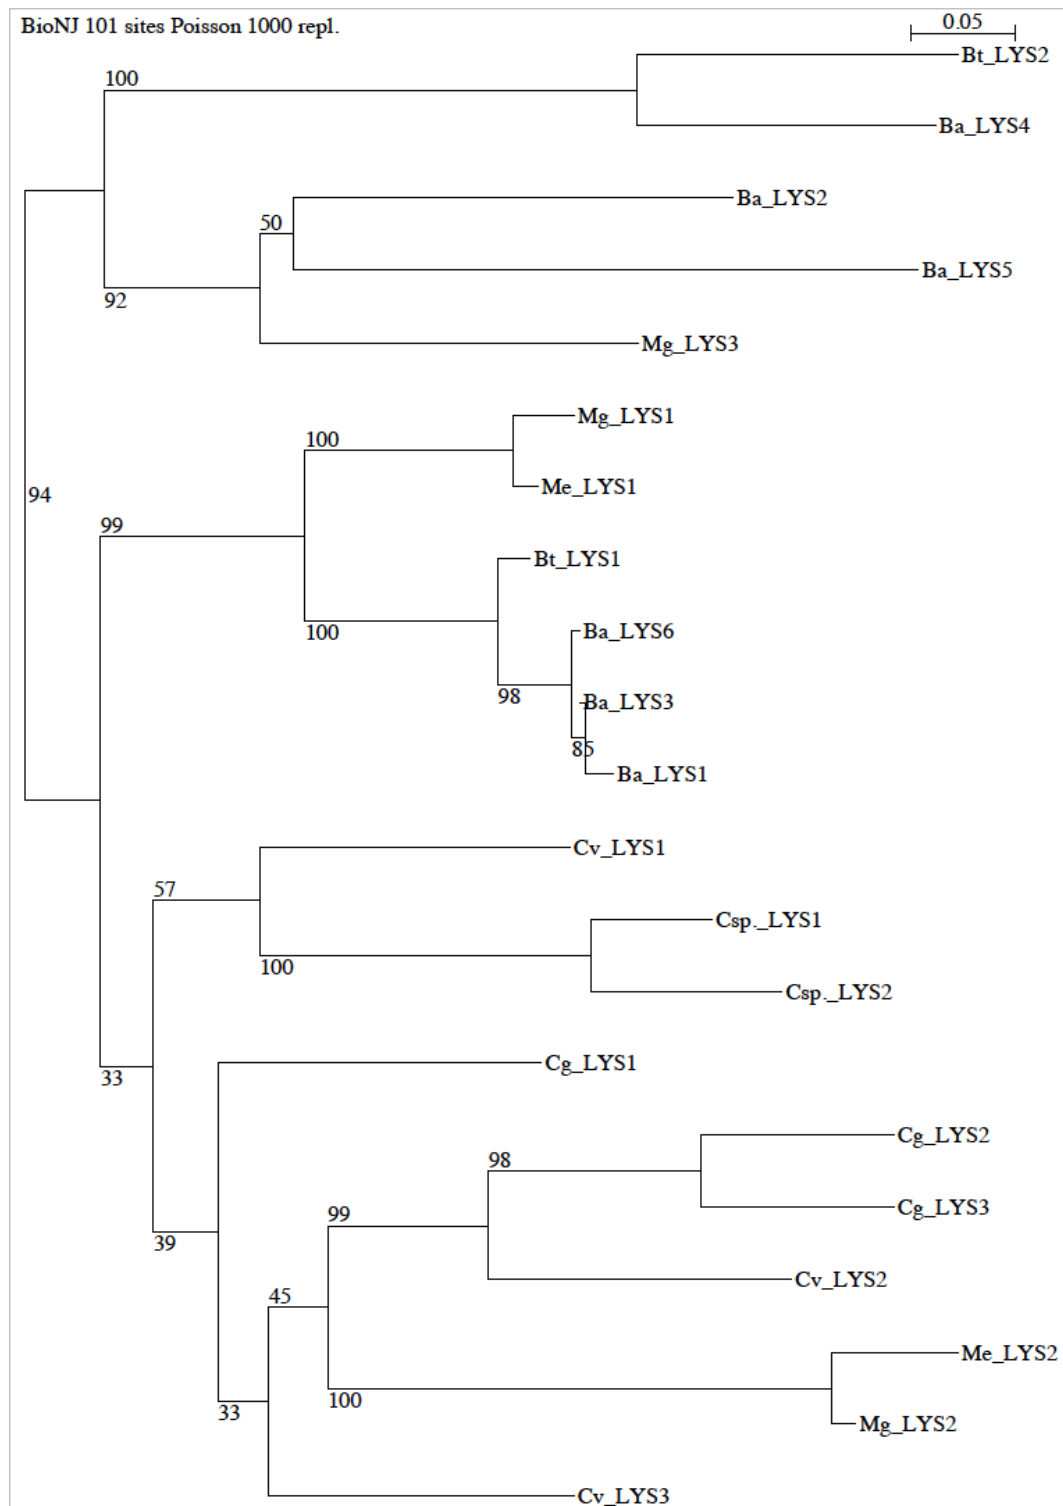 BioNJ 101 sites Poisson 1000 repl.
0.05
Bt_LYS2
100
Ba_LYS4
Ba_LYS2
50
Ba_LYS5
92
Mg_LYS3
Mg_LYS1
100
Me_LYS1
94
99
Bt_LYS1
100
Ba_LYS6
98
Ba_LYS3
85
Ba_LYS1
Cv_LYS1
57
Csp._LYS1
100
Csp._LYS2
Cg_LYS1
33
Cg_LYS2
98
Cg_LYS3
99
39
Cv_LYS2
45
Me_LYS2
100
33
Mg_LYS2
Cv_LYS3